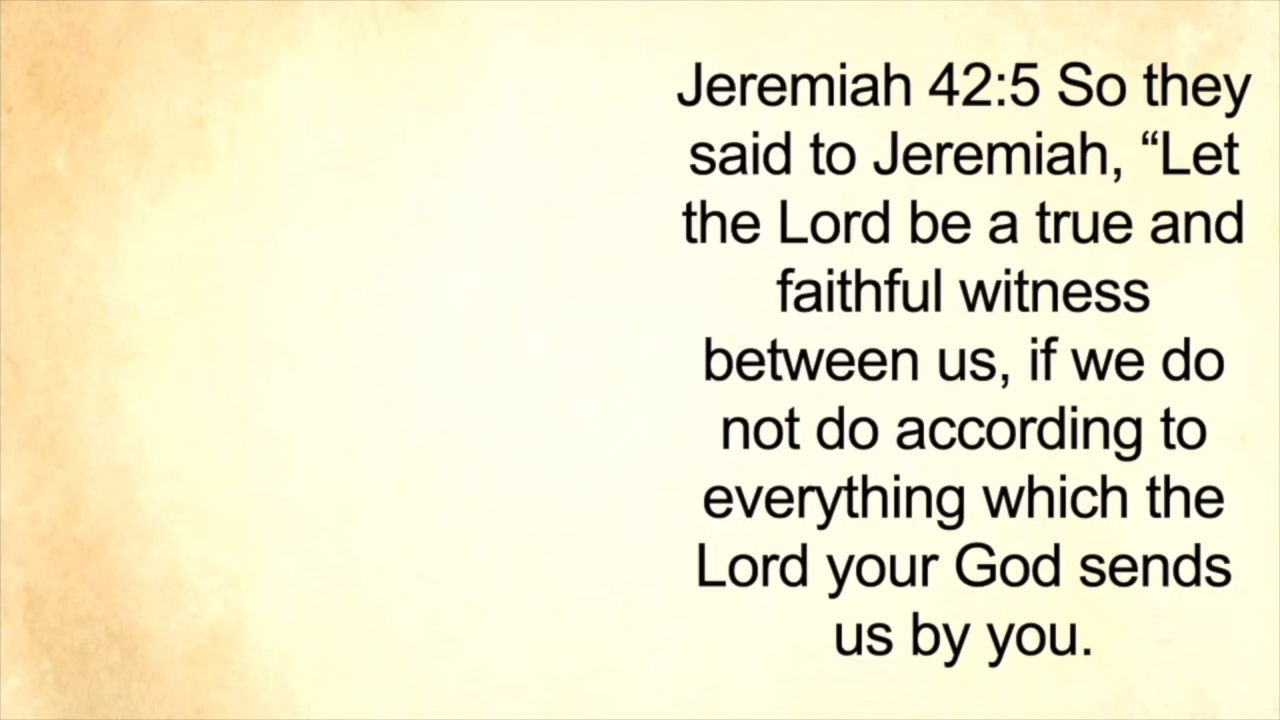 Jeremiah 42:5 So they
said to Jeremiah, “Let
the Lord be a true and
faithful witness
between us, if we do
not do according to
everything which the
Lord your God sends
us by you.